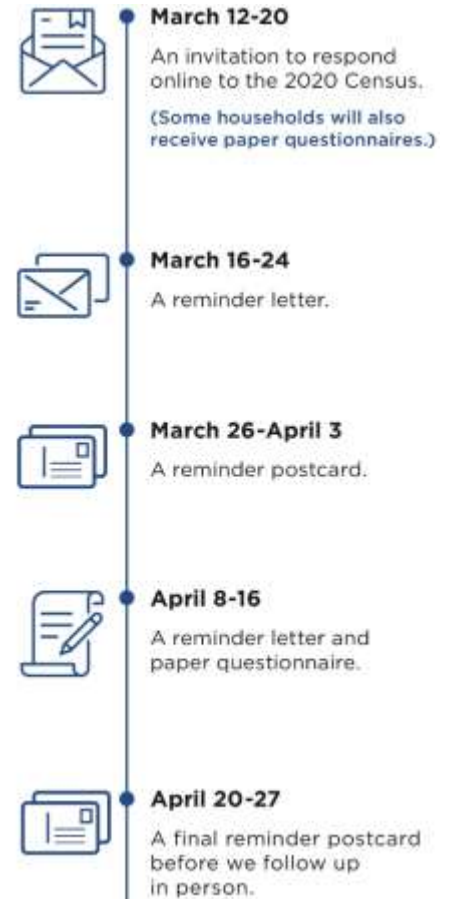 March 12-20
An invitation to respond
online to the 2020 Census.
(Some households will also
receive paper questionnaires.)
March 16-24
A reminder letter.
March 26-April 3
A reminder postcard.
April 8-16
A reminder letter and
paper questionnaire.
April 20-27
A final reminder postcard
before we follow up
in person.